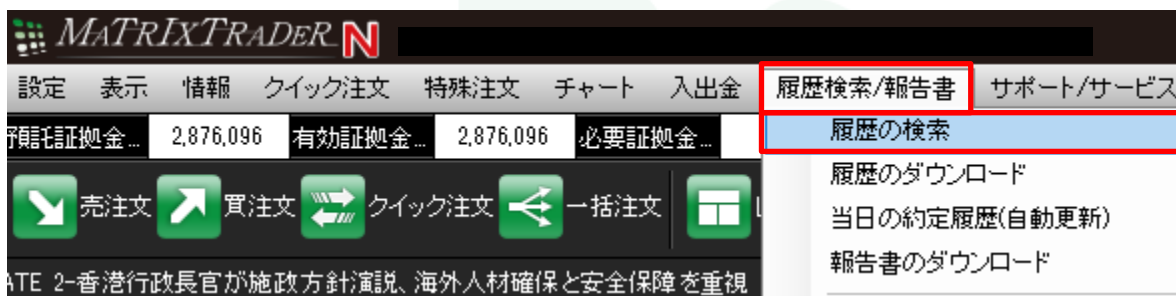 MATRIXTRADER N
設定 表示 情報 クイック注文 特殊注文 チャート 入出金 履歴検索/報告書 サポート/サービス
預託証拠金... 2,876,096 有効証拠金... 2,876,096 必要証拠金...
履歴の検索
履歴のダウンロード
売注文 買注文 クイック注文 一括注文
当日の約定履歴(自動更新)
報告書のダウンロード
ATE 2-香港行政長官が施政方針演説、海外人材確保と安全保障を重視